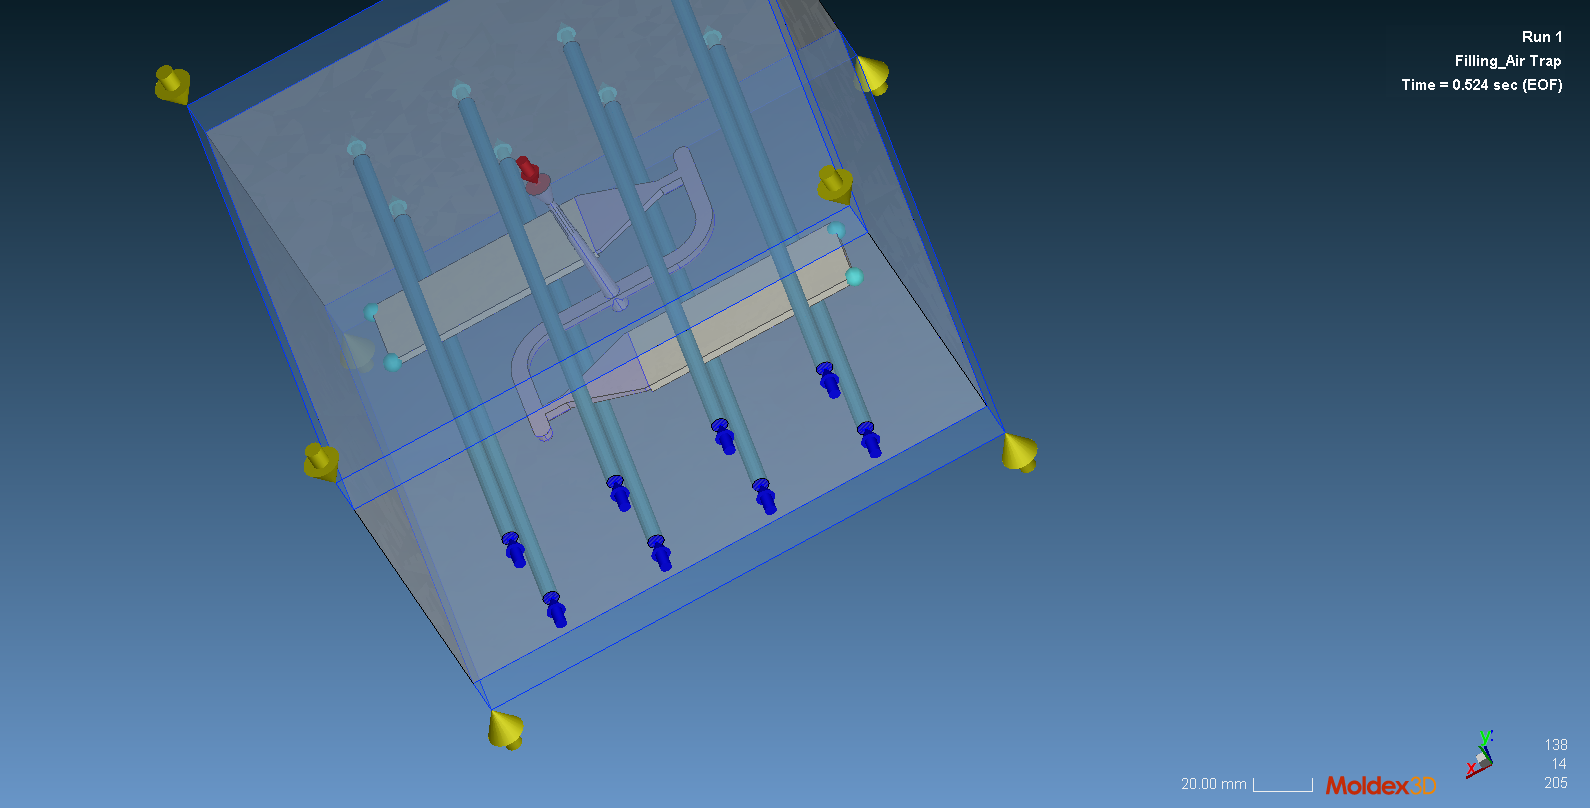 Run 1
Filling_Air Trap
Time = 0.524 sec (EOF)
Y
X
138
14
205
20.00 mm
Moldex3D